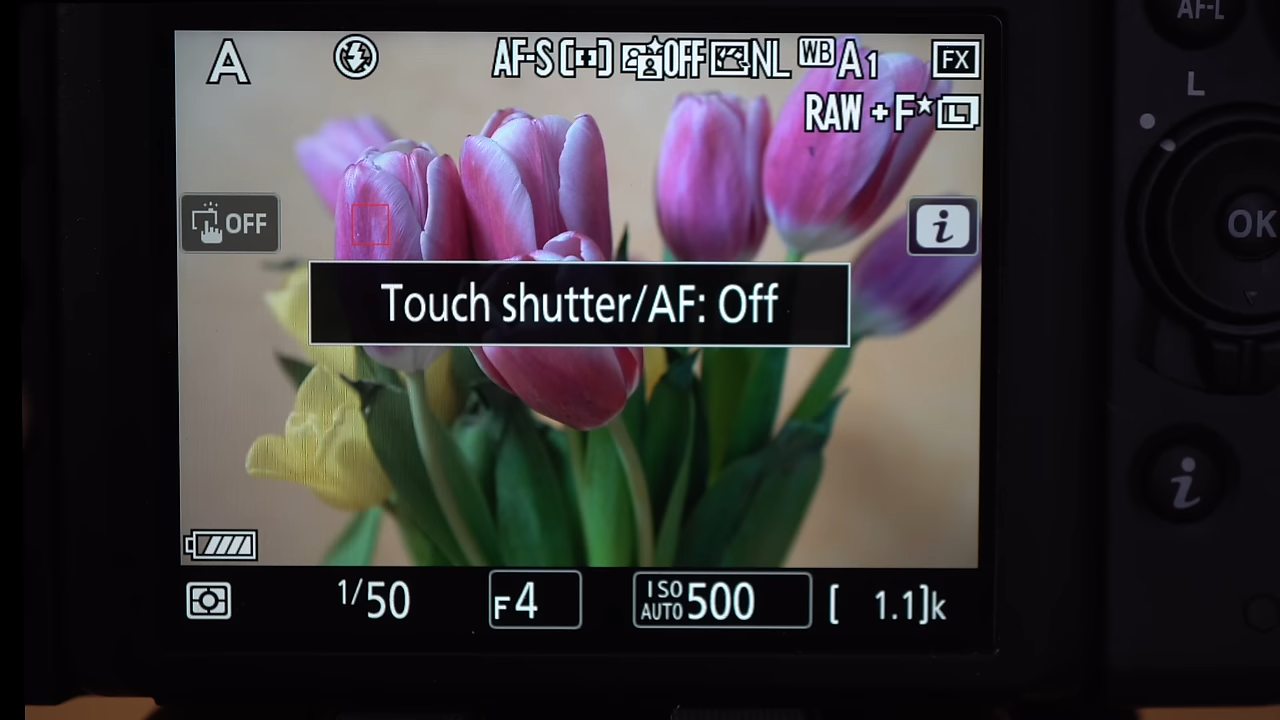 AF-L
A AF-S [ ] OFF NL WB A1 FX
L
RAW + F★ L
OFF
i
OK
Touch shutter/AF: Off
i
1/50 F4 ISO AUTO 500 [ 1.1]k